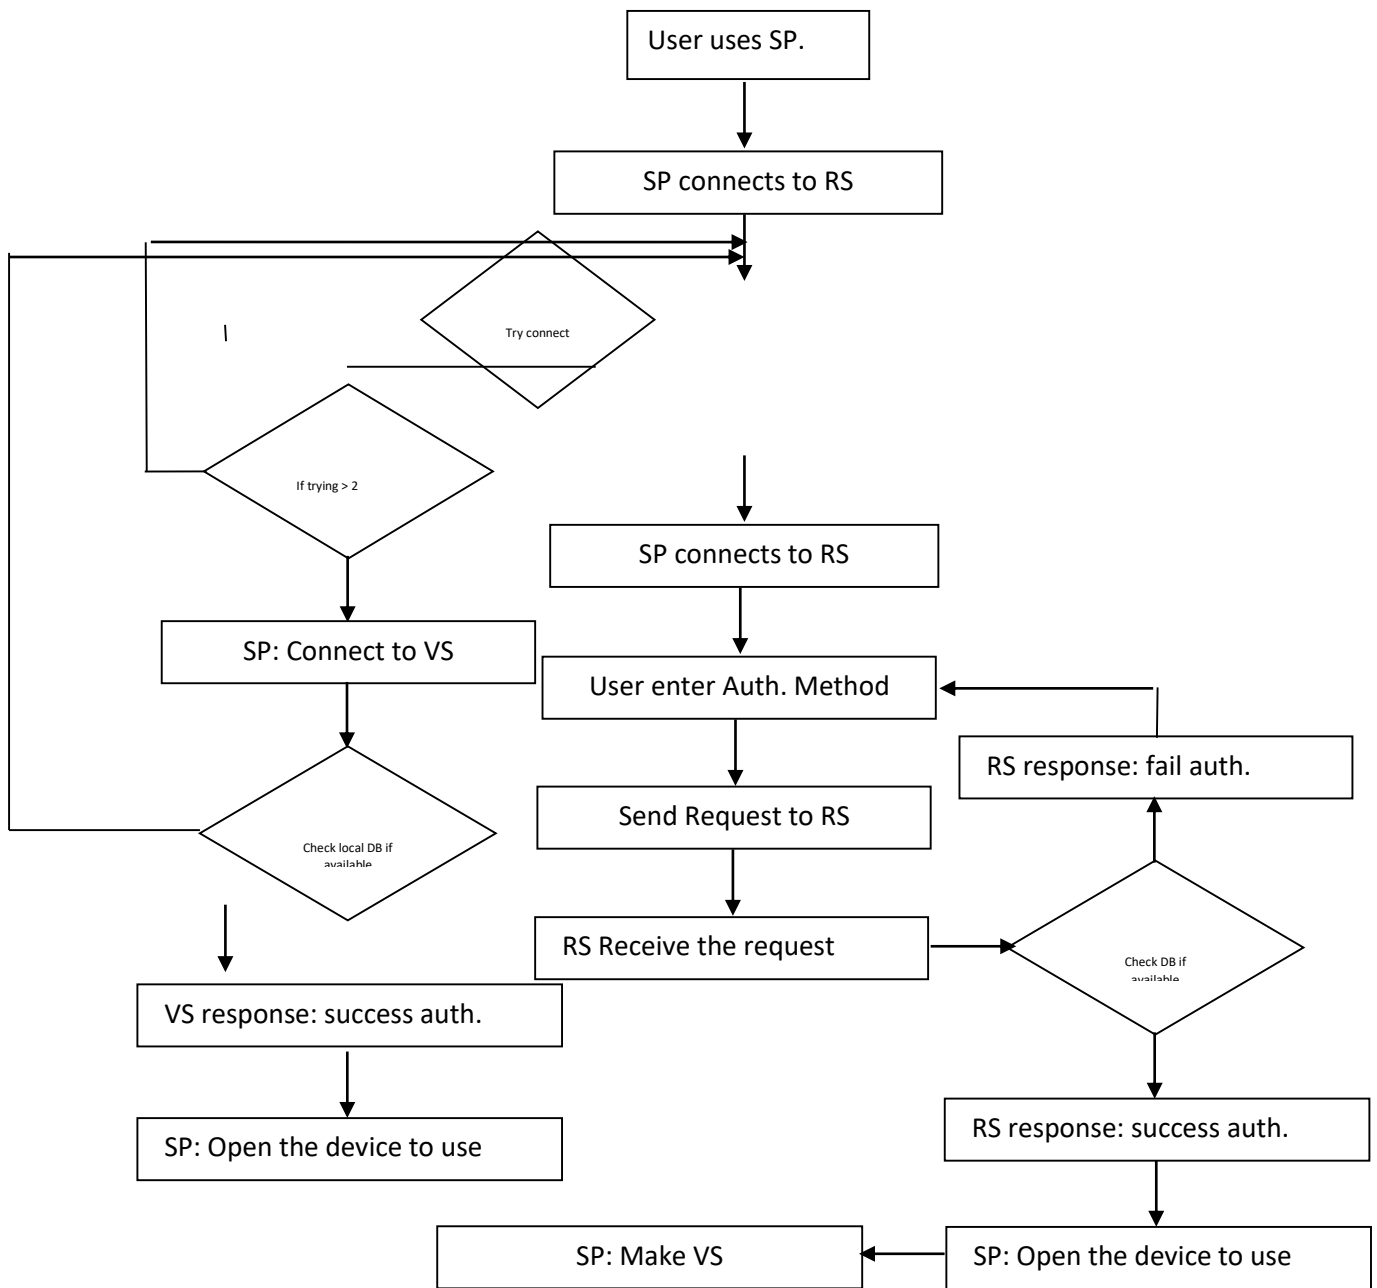 User uses SP.
SP connects to RS
Try connect
If trying > 2
SP connects to RS
SP: Connect to VS
User enter Auth. Method
RS response: fail auth.
Send Request to RS
Check local DB if
available
RS Receive the request
Check DB if
available
VS response: success auth.
RS response: success auth.
SP: Open the device to use
SP: Make VS
SP: Open the device to use